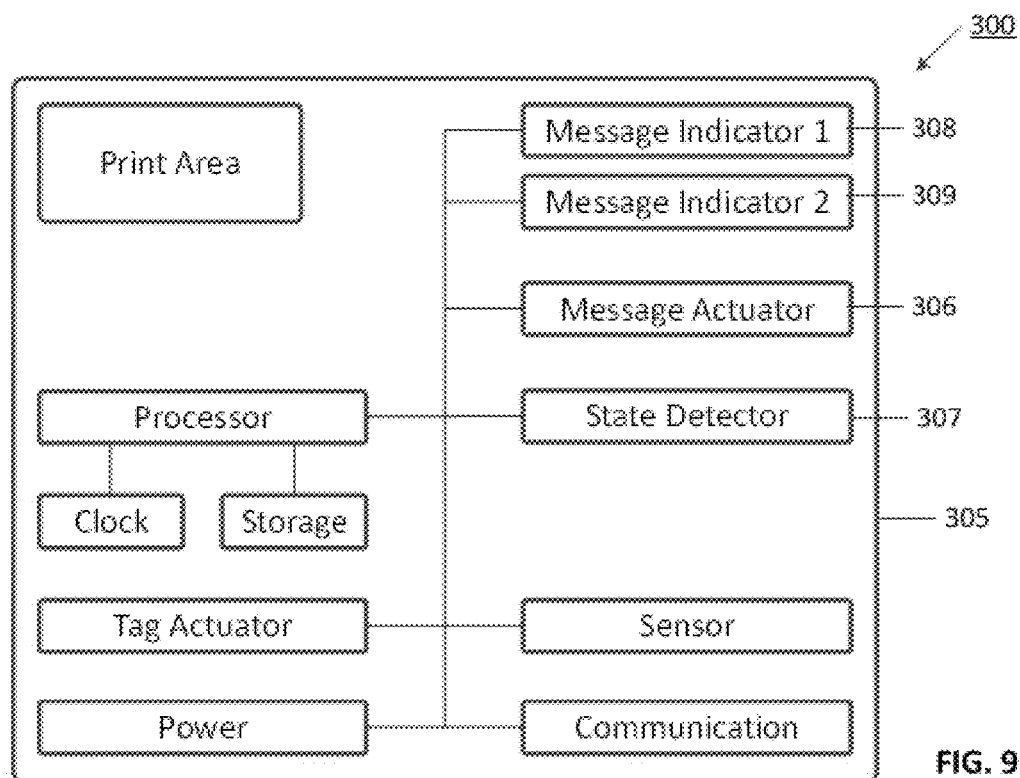 300
Print Area
Message Indicator 1
308
Message Indicator 2
309
Message Actuator
306
Processor
State Detector
307
Clock
Storage
305
Tag Actuator
Sensor
Power
Communication
FIG. 9